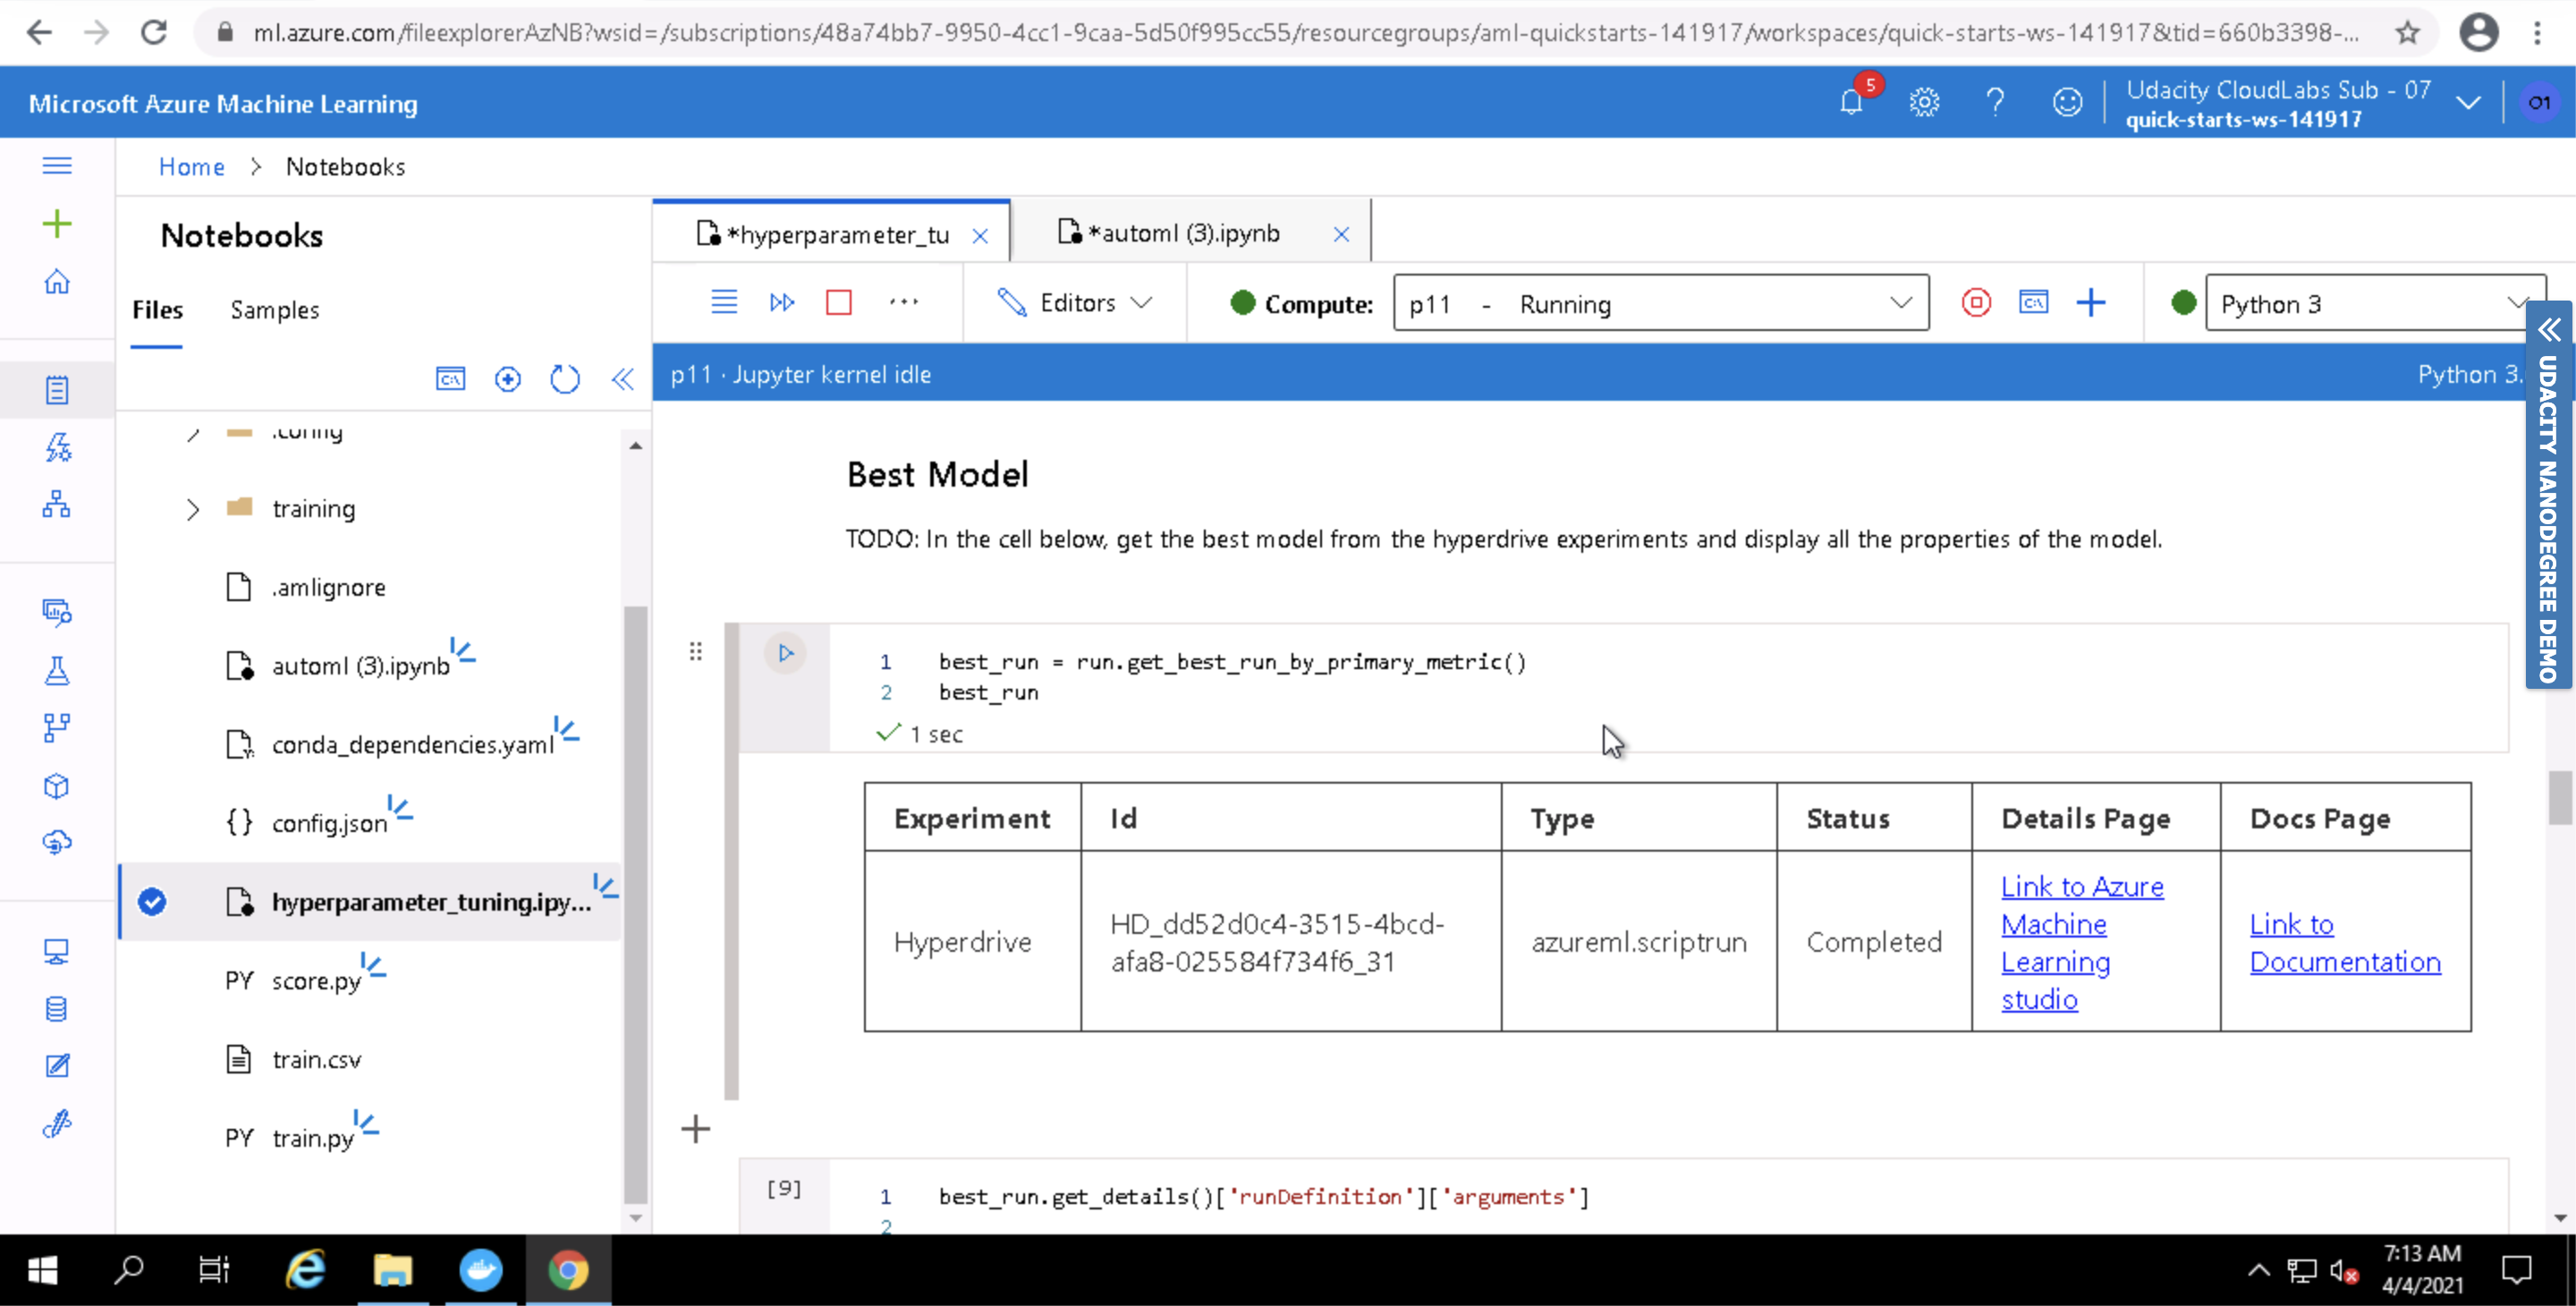 ml.azure.com/fileexplorerAzNB?wsid=/subscriptions/48a74bb7-9950-4cc1-9caa-5d50f995cc55/resourcegroups/aml-quickstarts-141917/workspaces/quick-starts-ws-141917&tid=660b3398-...
Microsoft Azure Machine Learning
5
Udacity CloudLabs Sub - 07
quick-starts-ws-141917
O1
Home > Notebooks
Notebooks
Files Samples
*hyperparameter_tu
*automl (3).ipynb
Editors
Compute: p11 - Running
Python 3
p11 · Jupyter kernel idle
Python 3.
UDACITY NANODEGREE DEMO
.config
training
.amlignore
automl (3).ipynb
conda_dependencies.yaml
{} config.json
hyperparameter_tuning.ipy...
PY score.py
train.csv
PY train.py
Best Model
TODO: In the cell below, get the best model from the hyperdrive experiments and display all the properties of the model.
1 best_run = run.get_best_run_by_primary_metric()
2 best_run
1 sec
Experiment Id Type Status Details Page Docs Page
Hyperdrive
HD_dd52d0c4-3515-4bcd-
afa8-025584f734f6_31
azureml.scriptrun
Completed
Link to Azure
Machine
Learning
studio
Link to
Documentation
[9]
1 best_run.get_details()['runDefinition']['arguments']
2
7:13 AM
4/4/2021